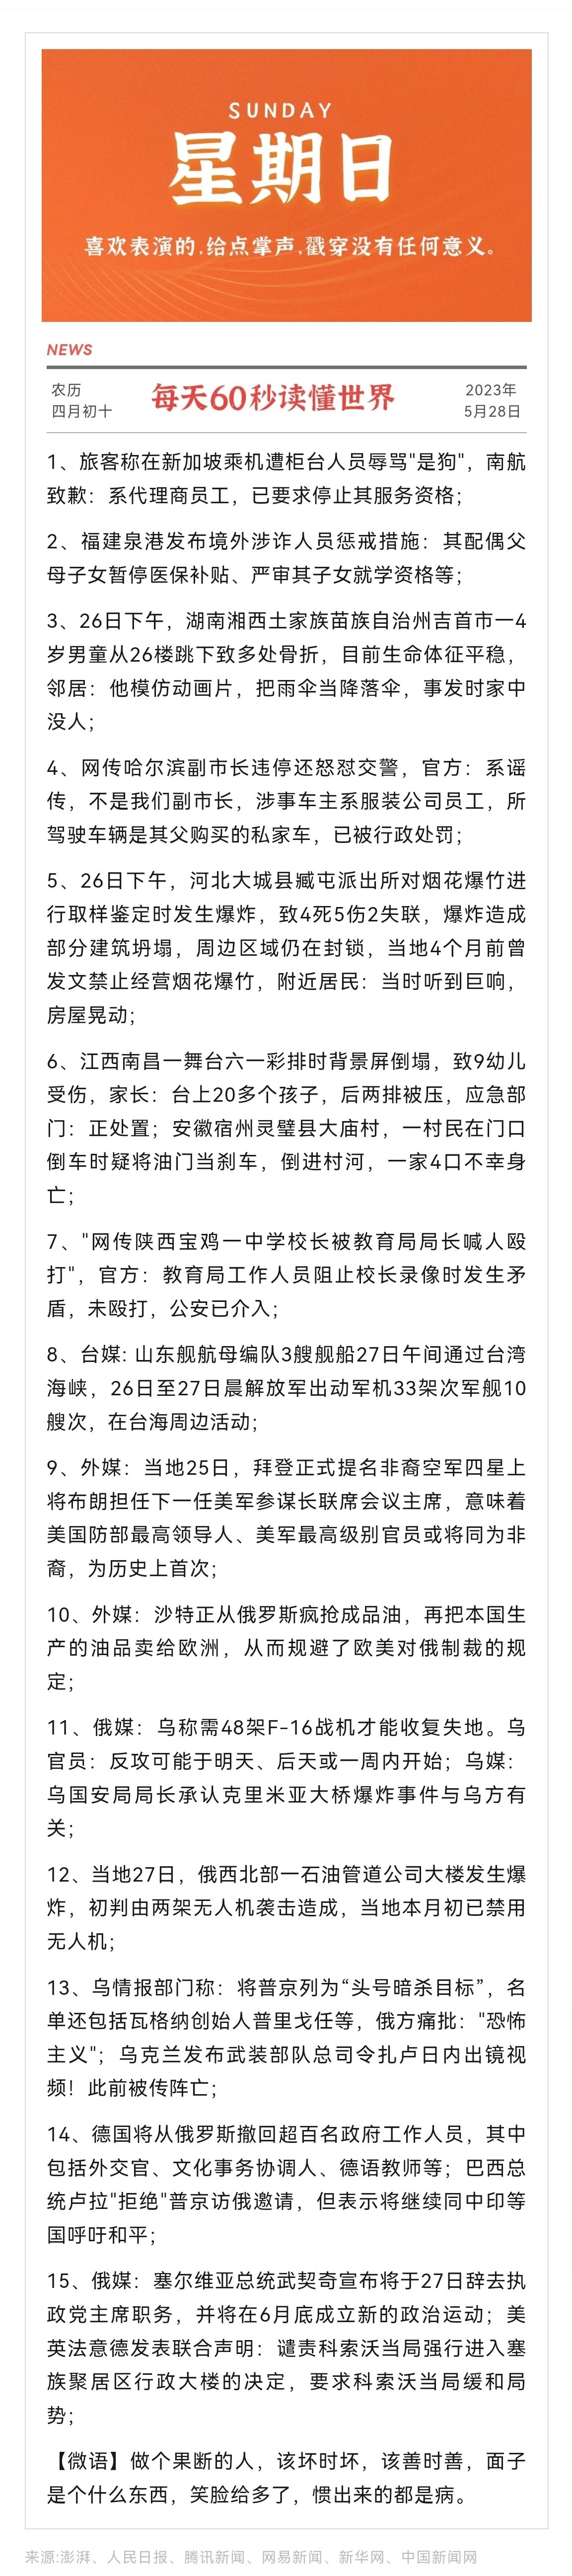 SUNDAY
星期日
喜欢表演的,给点掌声,戳穿没有任何意义。
NEWS
农历
四月初十
每天60秒读懂世界
2023年
5月28日
1、旅客称在新加坡乘机遭柜台人员辱骂"是狗"，南航
致歉：系代理商员工，已要求停止其服务资格；
2、福建泉港发布境外涉诈人员惩戒措施：其配偶父
母子女暂停医保补贴、严审其子女就学资格等；
3、26日下午，湖南湘西土家族苗族自治州吉首市一4
岁男童从26楼跳下致多处骨折，目前生命体征平稳，
邻居：他模仿动画片，把雨伞当降落伞，事发时家中
没人；
4、网传哈尔滨副市长违停还怒怼交警，官方：系谣
传，不是我们副市长，涉事车主系服装公司员工，所
驾驶车辆是其父购买的私家车，已被行政处罚；
5、26日下午，河北大城县臧屯派出所对烟花爆竹进
行取样鉴定时发生爆炸，致4死5伤2失联，爆炸造成
部分建筑坍塌，周边区域仍在封锁，当地4个月前曾
发文禁止经营烟花爆竹，附近居民：当时听到巨响，
房屋晃动；
6、江西南昌一舞台六一彩排时背景屏倒塌，致9幼儿
受伤，家长：台上20多个孩子，后两排被压，应急部
门：正处置；安徽宿州灵璧县大庙村，一村民在门口
倒车时疑将油门当刹车，倒进村河，一家4口不幸身
亡；
7、"网传陕西宝鸡一中学校长被教育局局长喊人殴
打"，官方：教育局工作人员阻止校长录像时发生矛
盾，未殴打，公安已介入；
8、台媒: 山东舰航母编队3艘舰船27日午间通过台湾
海峡，26日至27日晨解放军出动军机33架次军舰10
艘次，在台海周边活动；
9、外媒：当地25日，拜登正式提名非裔空军四星上
将布朗担任下一任美军参谋长联席会议主席，意味着
美国防部最高领导人、美军最高级别官员或将同为非
裔，为历史上首次；
10、外媒：沙特正从俄罗斯疯抢成品油，再把本国生
产的油品卖给欧洲，从而规避了欧美对俄制裁的规
定；
11、俄媒：乌称需48架F-16战机才能收复失地。乌
官员：反攻可能于明天、后天或一周内开始；乌媒：
乌国安局局长承认克里米亚大桥爆炸事件与乌方有
关；
12、当地27日，俄西北部一石油管道公司大楼发生爆
炸，初判由两架无人机袭击造成，当地本月初已禁用
无人机；
13、乌情报部门称：将普京列为“头号暗杀目标”，名
单还包括瓦格纳创始人普里戈任等，俄方痛批："恐怖
主义"；乌克兰发布武装部队总司令扎卢日内出镜视
频！此前被传阵亡；
14、德国将从俄罗斯撤回超百名政府工作人员，其中
包括外交官、文化事务协调人、德语教师等；巴西总
统卢拉"拒绝"普京访俄邀请，但表示将继续同中印等
国呼吁和平；
15、俄媒：塞尔维亚总统武契奇宣布将于27日辞去执
政党主席职务，并将在6月底成立新的政治运动；美
英法意德发表联合声明：谴责科索沃当局强行进入塞
族聚居区行政大楼的决定，要求科索沃当局缓和局
势；
【微语】做个果断的人，该坏时坏，该善时善，面子
是个什么东西，笑脸给多了，惯出来的都是病。
来源:澎湃、人民日报、腾讯新闻、网易新闻、新华网、中国新闻网